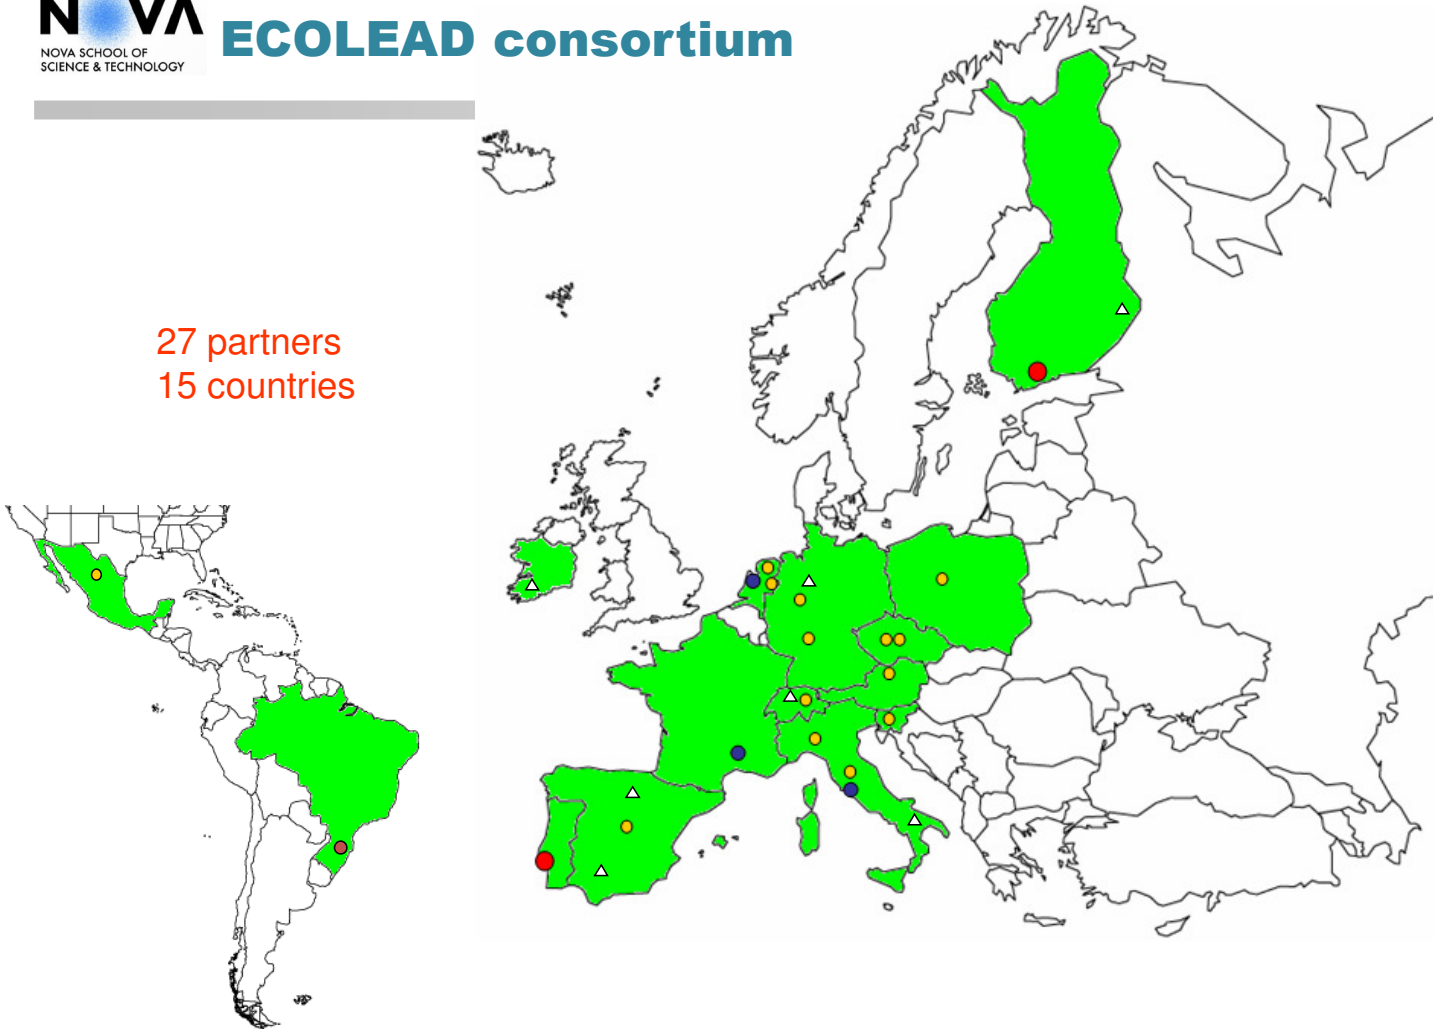 NOVA
NOVA SCHOOL OF
SCIENCE & TECHNOLOGY
ECOLEAD consortium
27 partners
15 countries